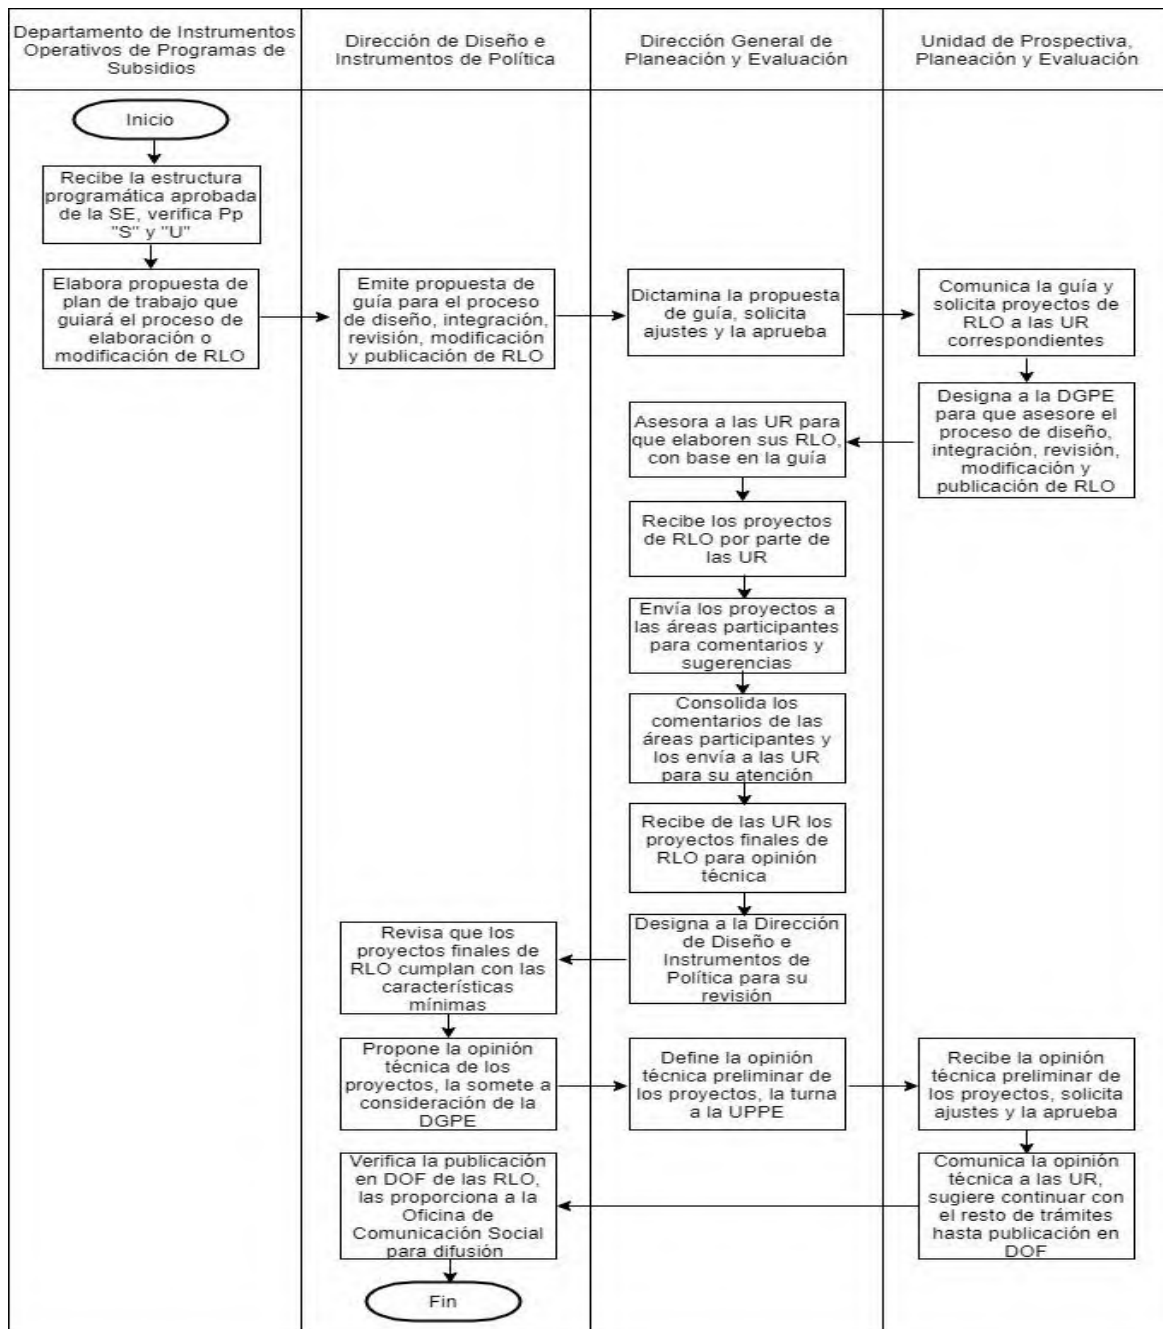 Departamento de Instrumentos
Operativos de Programas de
Subsidios
Dirección de Diseño e
Instrumentos de Política
Dirección General de
Planeación y Evaluación
Unidad de Prospectiva,
Planeación y Evaluación
Inicio
Recibe la estructura
programática aprobada
de la SE, verifica Pp
"S" y "U"
Elabora propuesta de
plan de trabajo que
guiará el proceso de
elaboración o
modificación de RLO
Emite propuesta de
guía para el proceso
de diseño, integración,
revisión, modificación
y publicación de RLO
Dictamina la propuesta
de guía, solicita
ajustes y la aprueba
Comunica la guía y
solicita proyectos de
RLO a las UR
correspondientes
Designa a la DGPE
para que asesore el
proceso de diseño,
integración, revisión,
modificación y
publicación de RLO
Asesora a las UR para
que elaboren sus RLO,
con base en la guía
Recibe los proyectos
de RLO por parte de
las UR
Envía los proyectos a
las áreas participantes
para comentarios y
sugerencias
Consolida los
comentarios de las
áreas participantes y
los envía a las UR
para su atención
Recibe de las UR los
proyectos finales de
RLO para opinión
técnica
Designa a la Dirección
de Diseño e
Instrumentos de
Política para su
revisión
Revisa que los
proyectos finales de
RLO cumplan con las
características
mínimas
Propone la opinión
técnica de los
proyectos, la somete a
consideración de la
DGPE
Define la opinión
técnica preliminar de
los proyectos, la turna
a la UPPE
Recibe la opinión
técnica preliminar de
los proyectos, solicita
ajustes y la aprueba
Comunica la opinión
técnica a las UR,
sugiere continuar con
el resto de trámites
hasta publicación en
DOF
Verifica la publicación
en DOF de las RLO,
las proporciona a la
Oficina de
Comunicación Social
para difusión
Fin